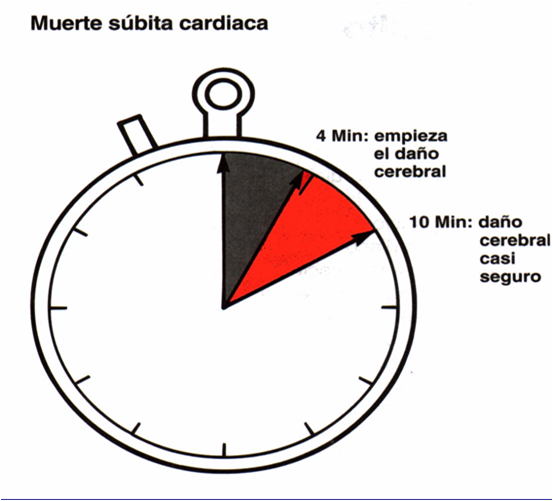 Muerte súbita cardiaca
4 Min: empieza
el daño
cerebral
10 Min: daño
cerebral
casi
seguro